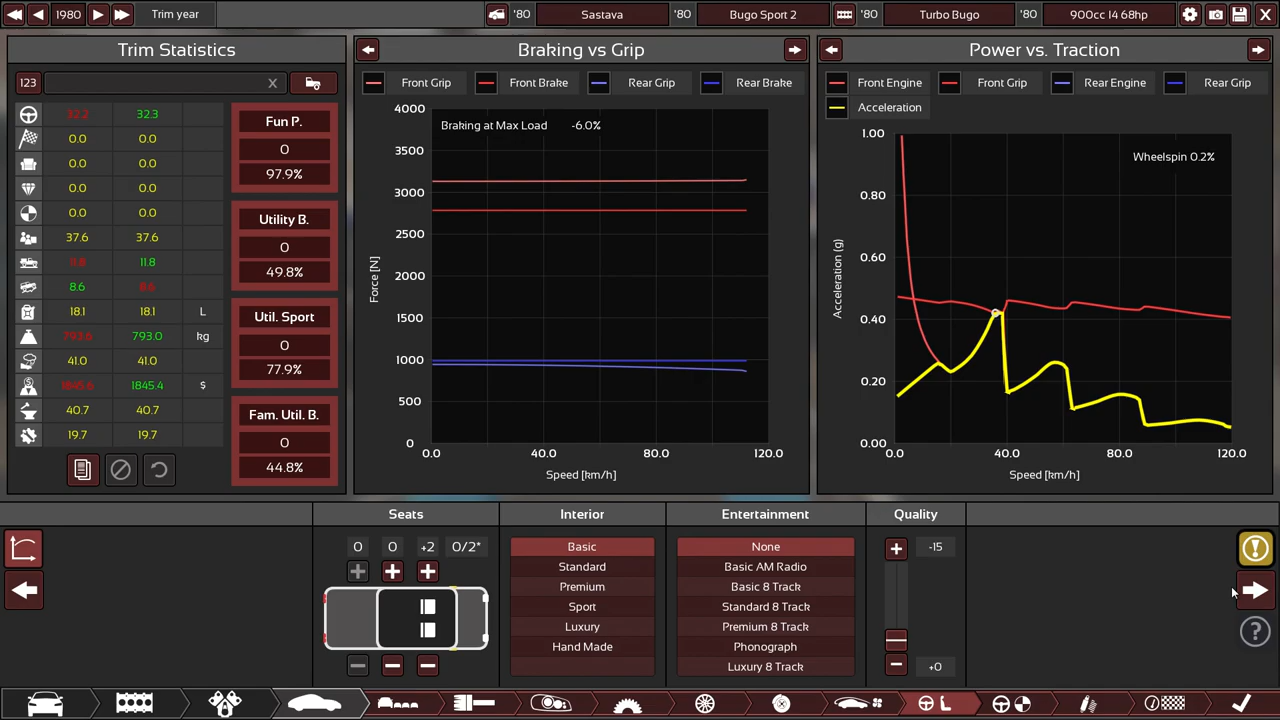 1980 Trim year '80 Sastava '80 Bugo Sport 2 '80 Turbo Bugo '80 900cc I4 68hp
Trim Statistics
123 x
32.2 32.3
0.0 0.0
0.0 0.0
0.0 0.0
0.0 0.0
37.6 37.6
11.8
8.6 8.6
18.1 18.1 L
793.6 793.0 kg
41.0 41.0
1845.6 1845.4 $
40.7 40.7
19.7 19.7
Fun P.
0
97.9%
Utility B.
0
49.8%
Util. Sport
0
77.9%
Fam. Util. B.
0
44.8%
Braking vs Grip
Front Grip Front Brake Rear Grip Rear Brake
Braking at Max Load -6.0%
4000
3500
3000
2500
2000
1500
1000
500
0
Force [N]
0.0 40.0 80.0 120.0
Speed [km/h]
Power vs. Traction
Front Engine Front Grip Rear Engine Rear Grip
Acceleration
Wheelspin 0.2%
1.00
0.80
0.60
0.40
0.20
0.00
Acceleration (g)
0.0 40.0 80.0 120.0
Speed [km/h]
Seats
0 0 +2 0/2*
Interior
Basic
Standard
Premium
Sport
Luxury
Hand Made
Entertainment
None
Basic AM Radio
Basic 8 Track
Standard 8 Track
Premium 8 Track
Phonograph
Luxury 8 Track
Quality
-15
+0